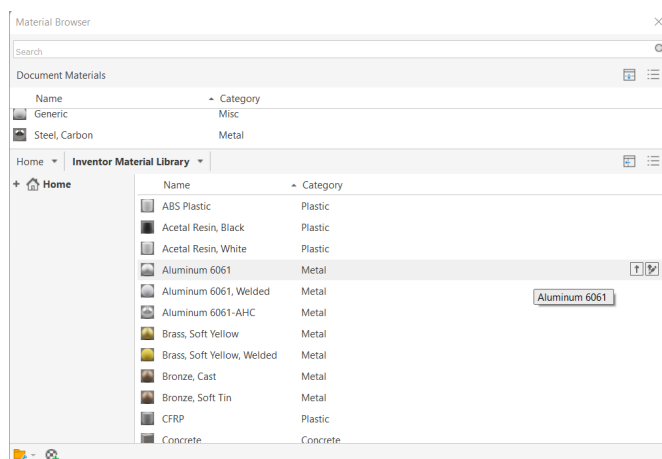 Material Browser
Search
Document Materials
Name Category
Generic Misc
Steel, Carbon Metal
Home Inventor Material Library
Home
Name Category
ABS Plastic Plastic
Acetal Resin, Black Plastic
Acetal Resin, White Plastic
Aluminum 6061 Metal
Aluminum 6061, Welded Metal
Aluminum 6061
Aluminum 6061-AHC Metal
Brass, Soft Yellow Metal
Brass, Soft Yellow, Welded Metal
Bronze, Cast Metal
Bronze, Soft Tin Metal
CFRP Plastic
Concrete Concrete